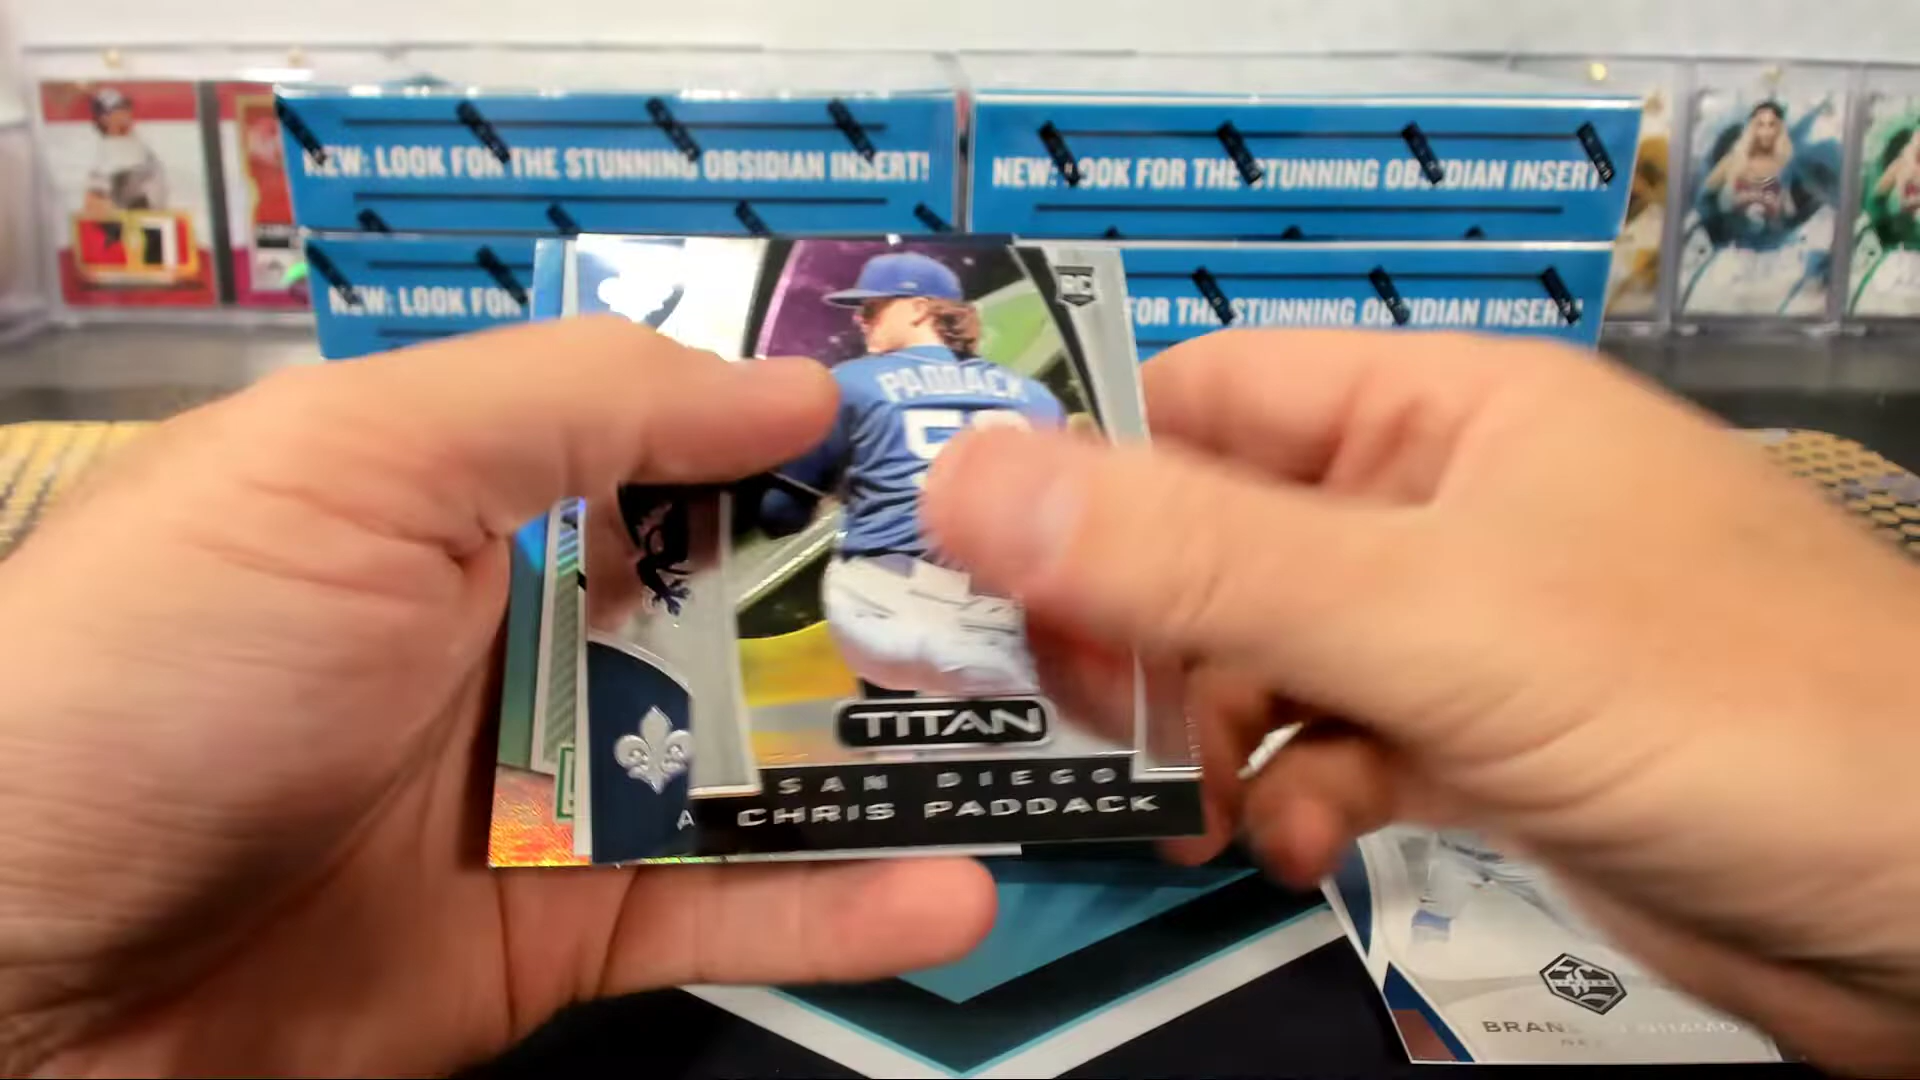 NEW: LOOK FOR THE STUNNING OBSIDIAN INSERT!
NEW: LOOK FOR THE STUNNING OBSIDIAN INSERT!
NEW: LOOK FOR
FOR THE STUNNING OBSIDIAN INSERT!
RC
PADDACK
TITAN
SAN DIEGO
CHRIS PADDACK
A
LIMITED